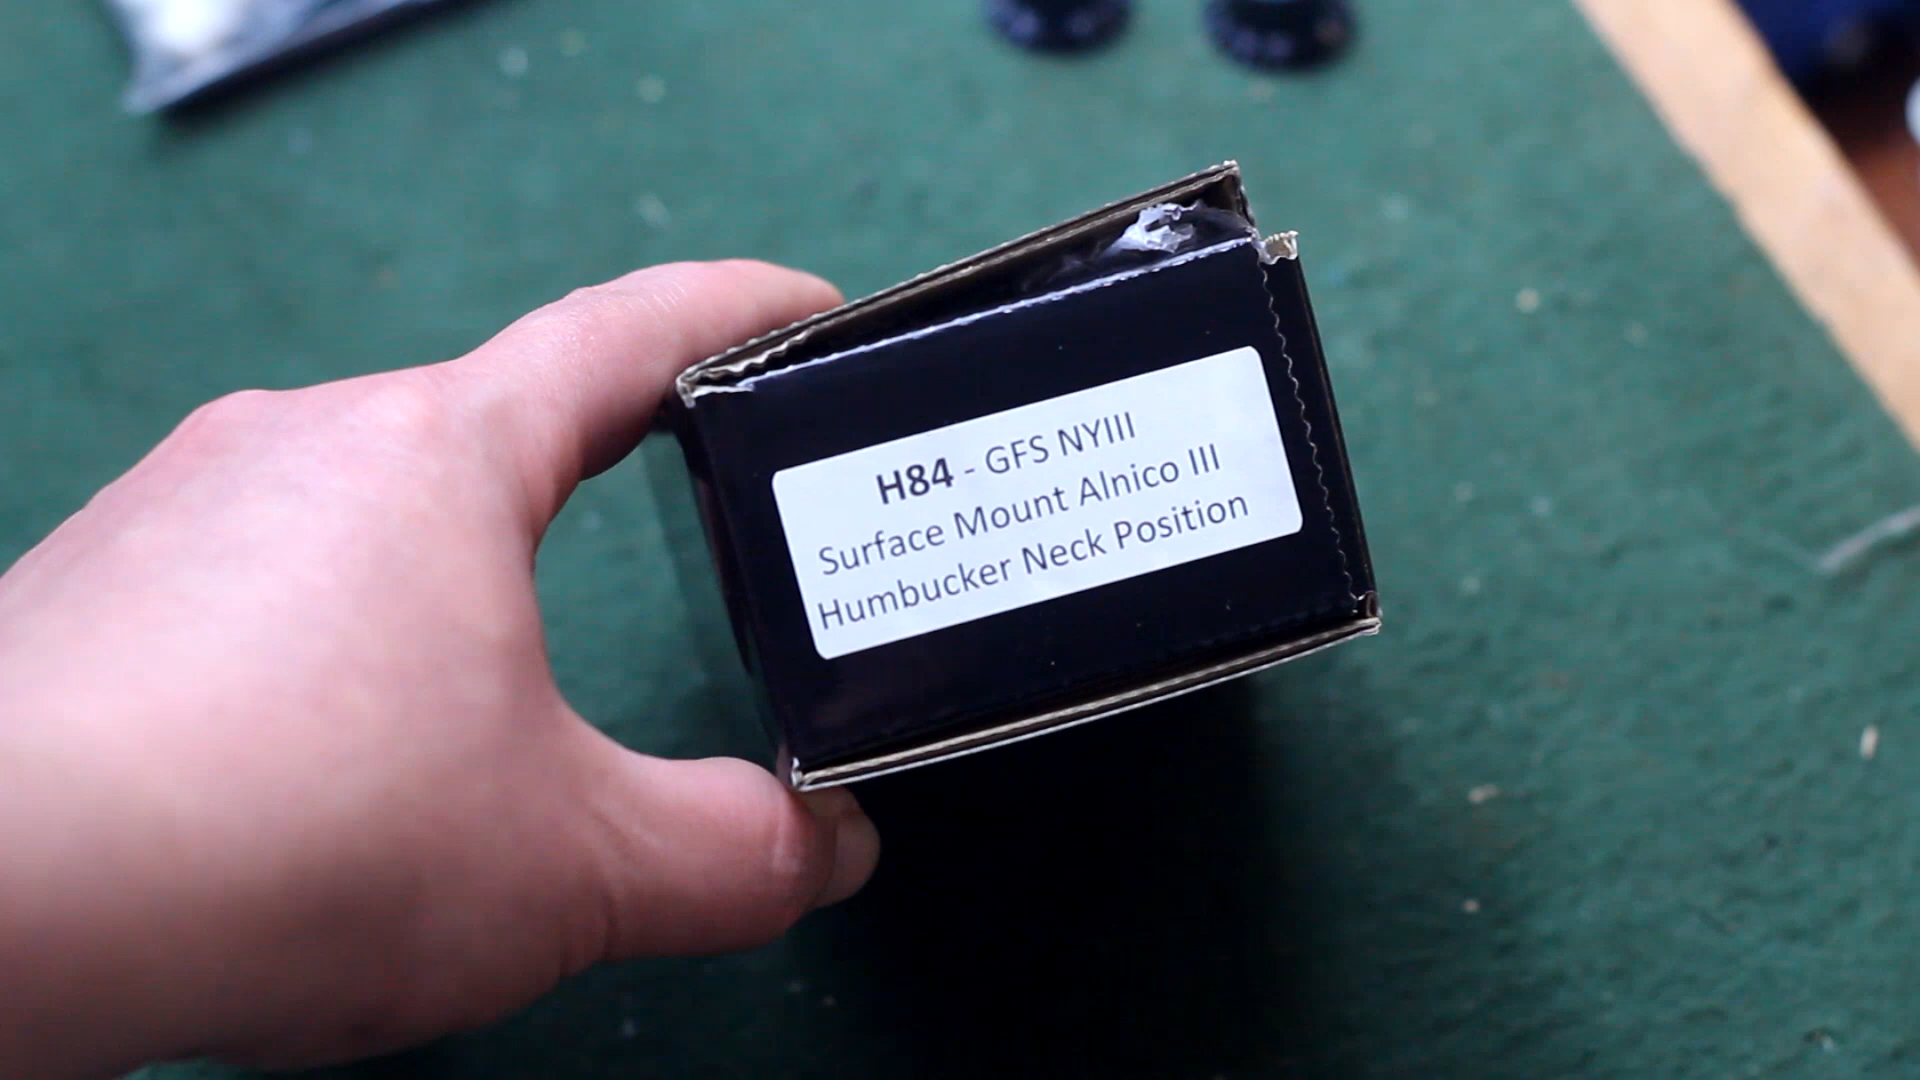 H84 - GFS NYIII
Surface Mount Alnico III
Humbucker Neck Position